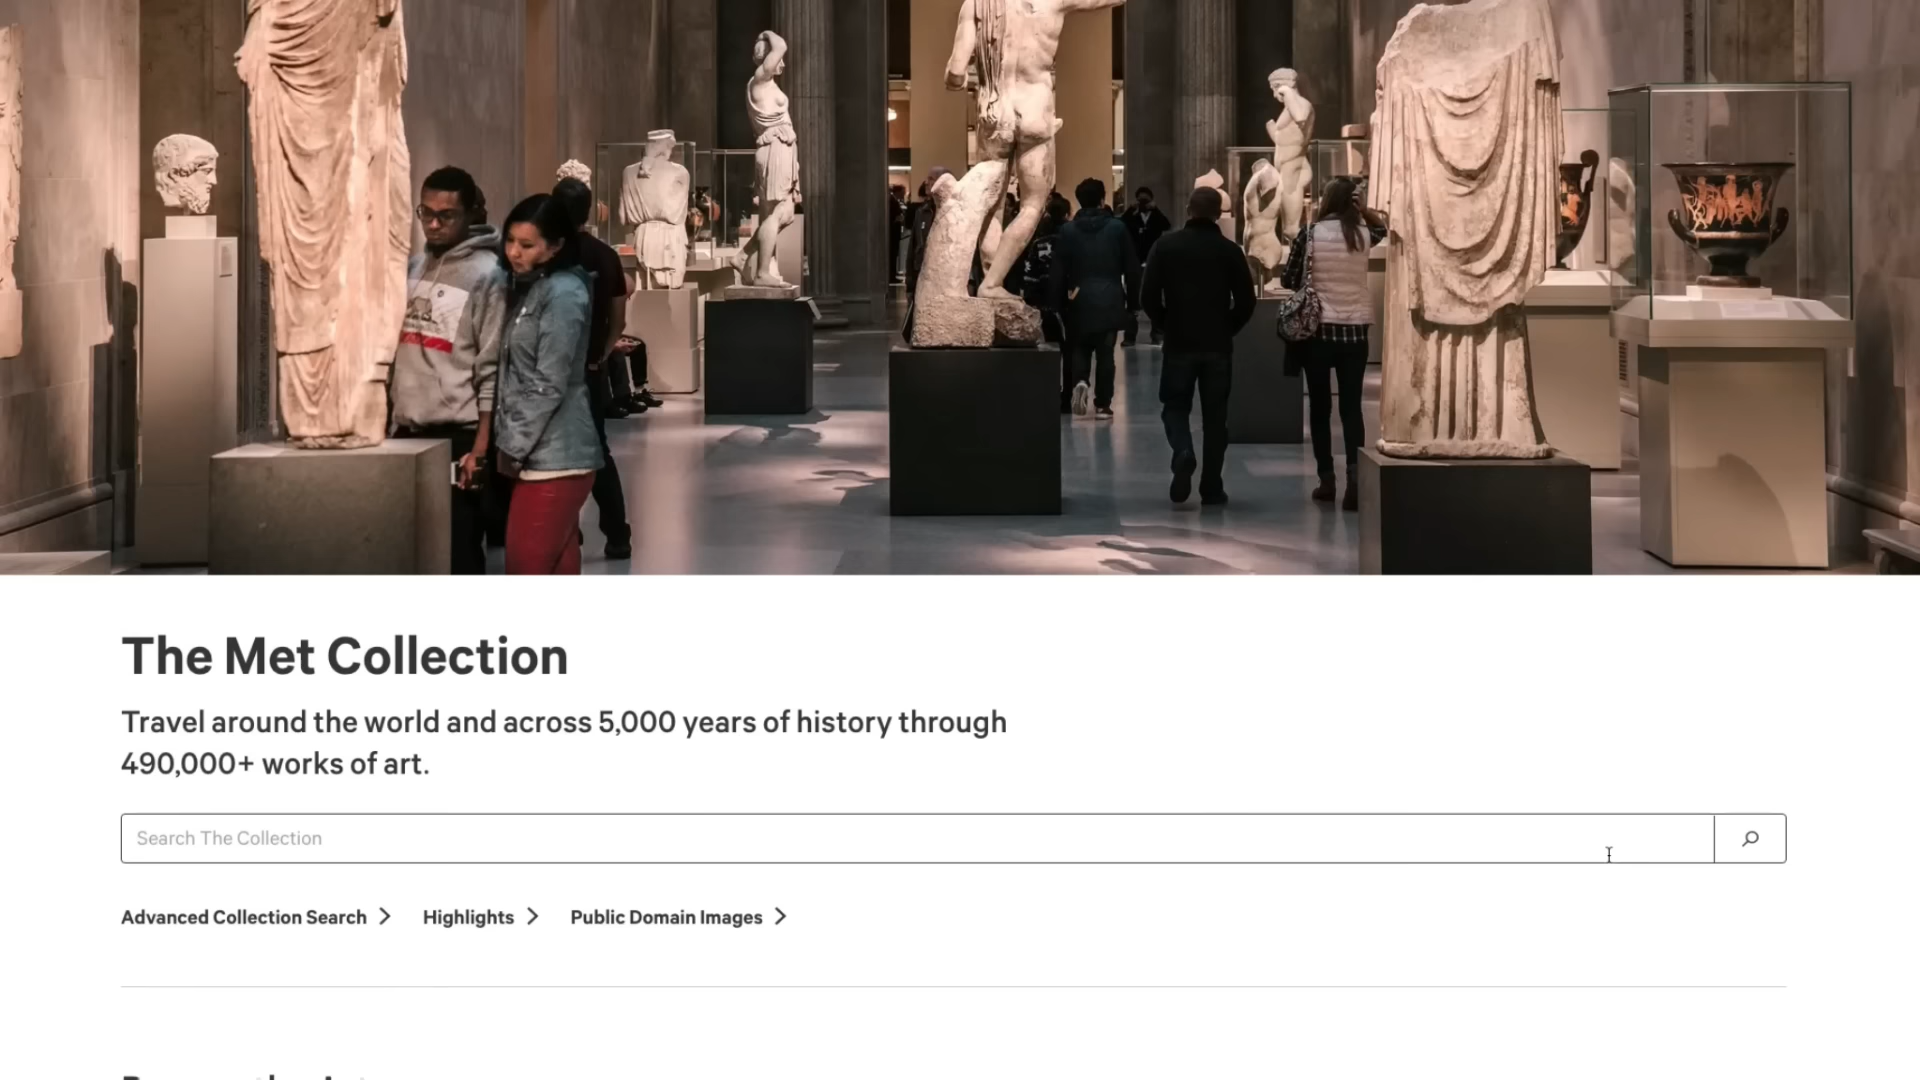 The Met Collection
Travel around the world and across 5,000 years of history through
490,000+ works of art.
Search The Collection
Advanced Collection Search
Highlights
Public Domain Images